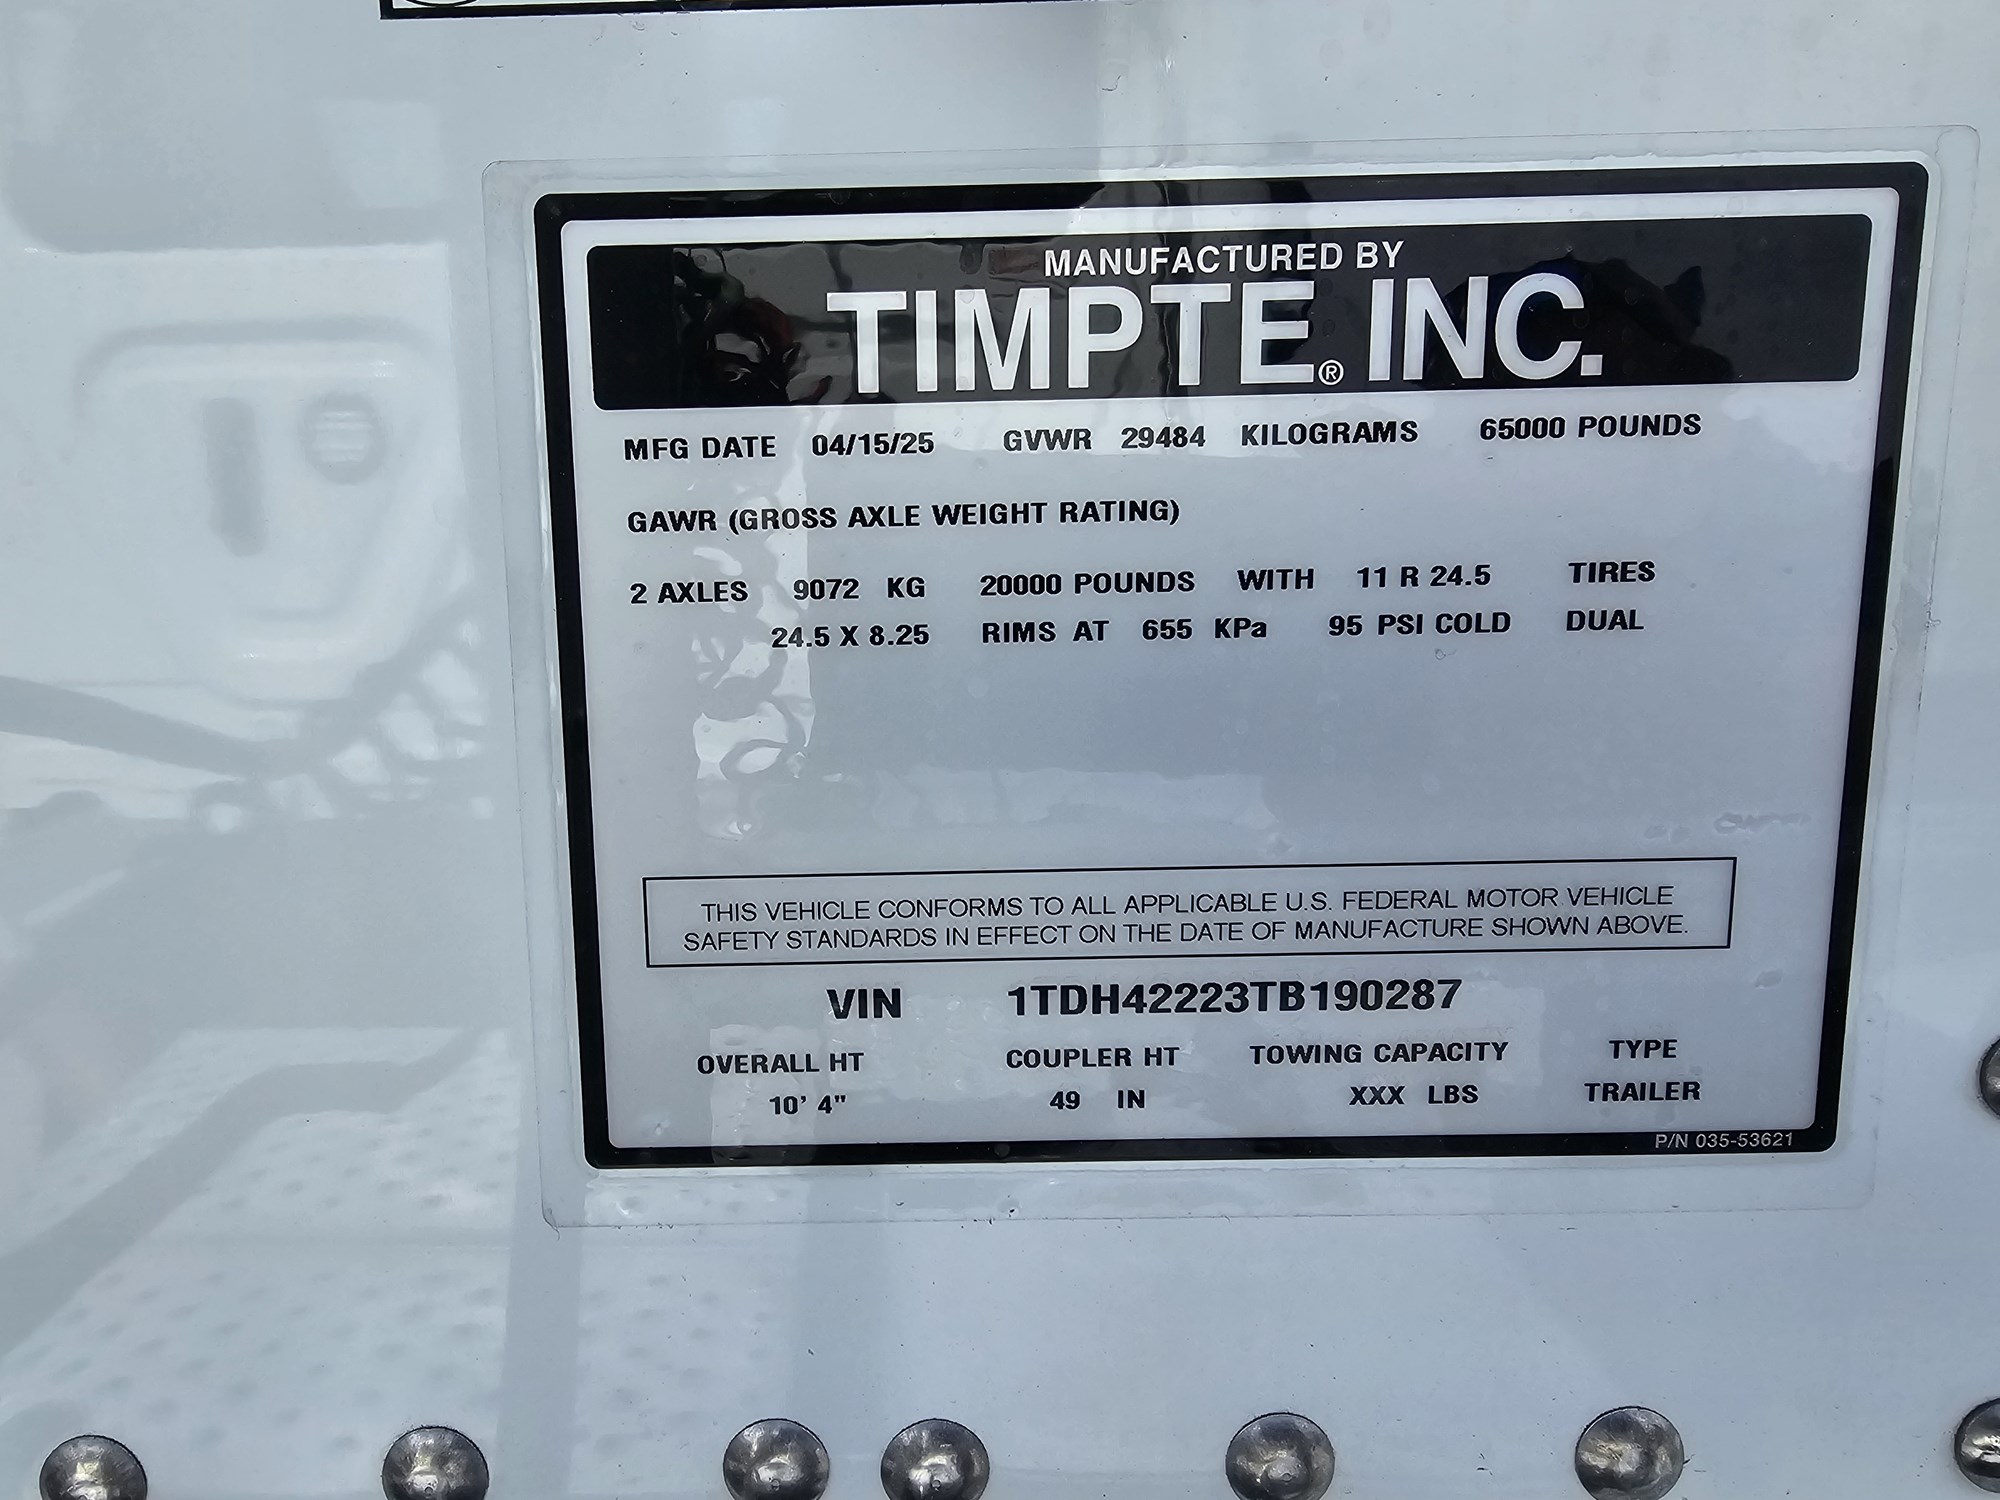 MANUFACTURED BY
TIMPTE® INC.
MFG DATE 04/15/25 GVWR 29484 KILOGRAMS 65000 POUNDS
GAWR (GROSS AXLE WEIGHT RATING)
2 AXLES 9072 KG 20000 POUNDS WITH 11 R 24.5 TIRES
24.5 X 8.25 RIMS AT 655 KPa 95 PSI COLD DUAL
THIS VEHICLE CONFORMS TO ALL APPLICABLE U.S. FEDERAL MOTOR VEHICLE
SAFETY STANDARDS IN EFFECT ON THE DATE OF MANUFACTURE SHOWN ABOVE.
VIN 1TDH42223TB190287
OVERALL HT COUPLER HT TOWING CAPACITY TYPE
10' 4" 49 IN XXX LBS TRAILER
P/N 035-53621